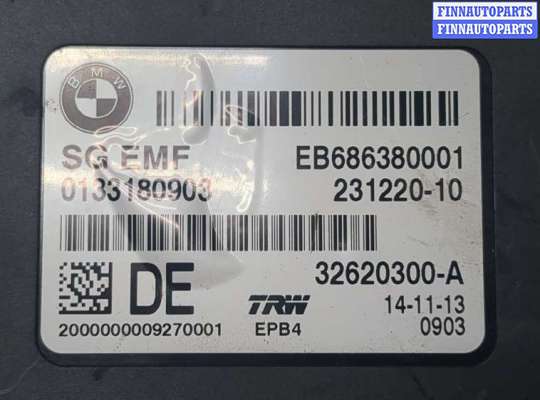 FINNAUTOPARTS
FINNAUTOPARTS
BMW
SG EMF EB686380001
0133180903 231220-10
32620300-A
DE TRW 14-11-13
2000000009270001 EPB4 0903